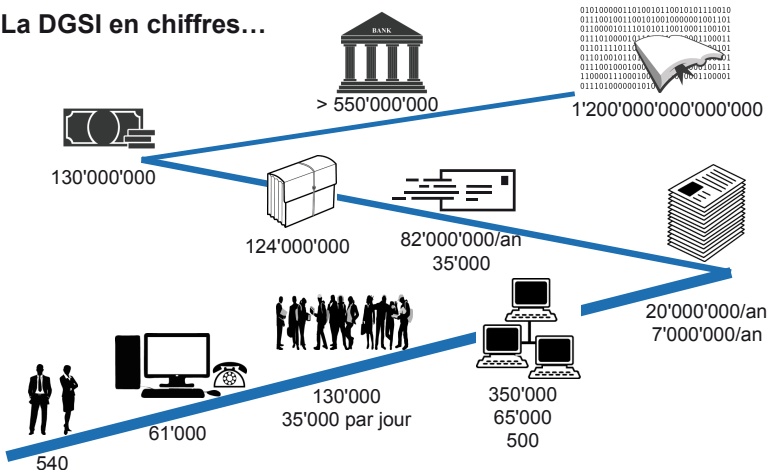 La DGSI en chiffres…
BANK
> 550'000'000
1'200'000'000'000'000
130'000'000
124'000'000
82'000'000/an
35'000
20'000'000/an
7'000'000/an
350'000
65'000
500
130'000
35'000 par jour
61'000
540